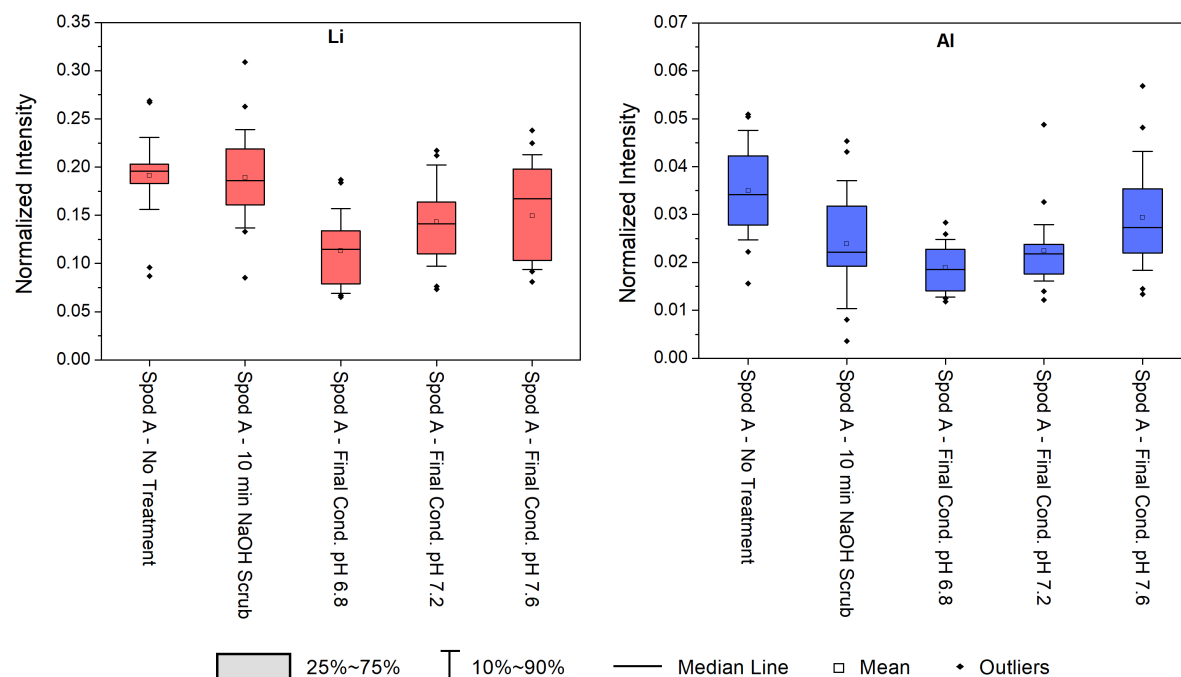 Li
Normalized Intensity
0.35
0.30
0.25
0.20
0.15
0.10
0.05
0.00
Spod A - No Treatment
Spod A - 10 min NaOH Scrub
Spod A - Final Cond. pH 6.8
Spod A - Final Cond. pH 7.2
Spod A - Final Cond. pH 7.6
Al
Normalized Intensity
0.07
0.06
0.05
0.04
0.03
0.02
0.01
0.00
Spod A - No Treatment
Spod A - 10 min NaOH Scrub
Spod A - Final Cond. pH 6.8
Spod A - Final Cond. pH 7.2
Spod A - Final Cond. pH 7.6
25%~75% 10%~90% Median Line Mean Outliers